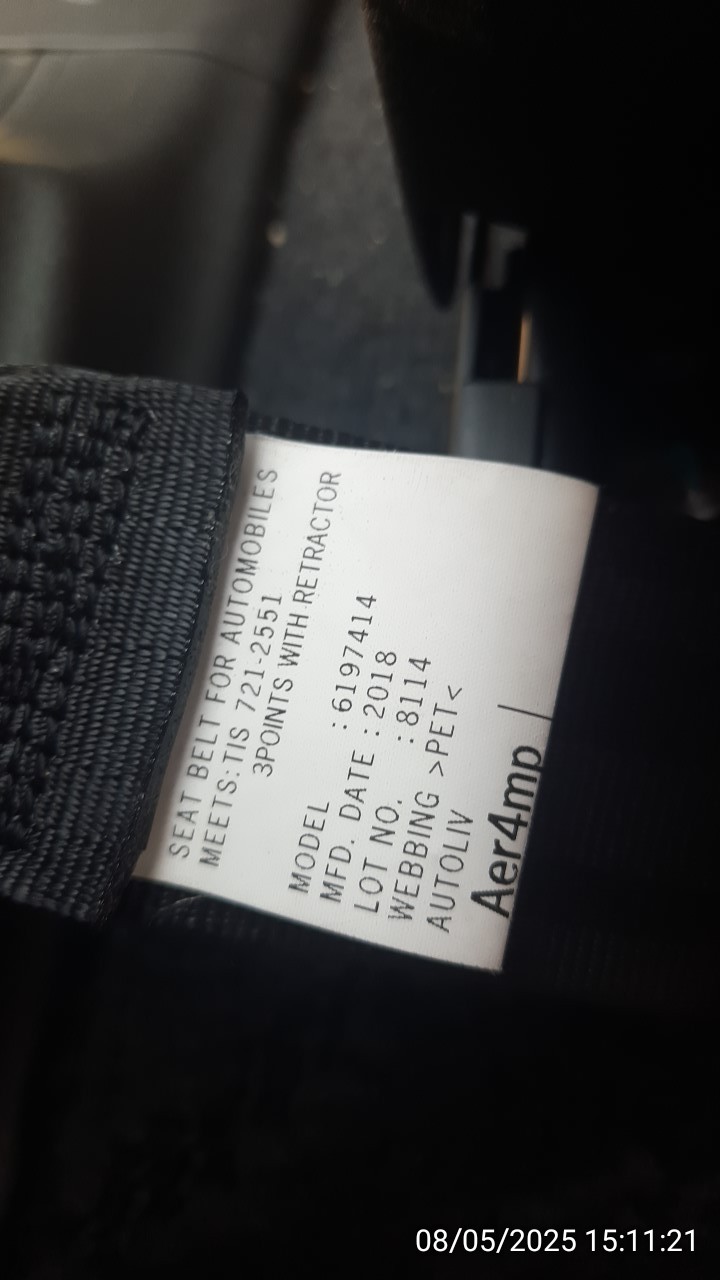 SEAT BELT FOR AUTOMOBILES
MEETS:TIS 721-2551
3POINTS WITH RETRACTOR
MODEL :6197414
MFD. DATE :2018
LOT NO. :8114
WEBBING >PET<
AUTOLIV
Aer4mp
08/05/2025 15:11:21